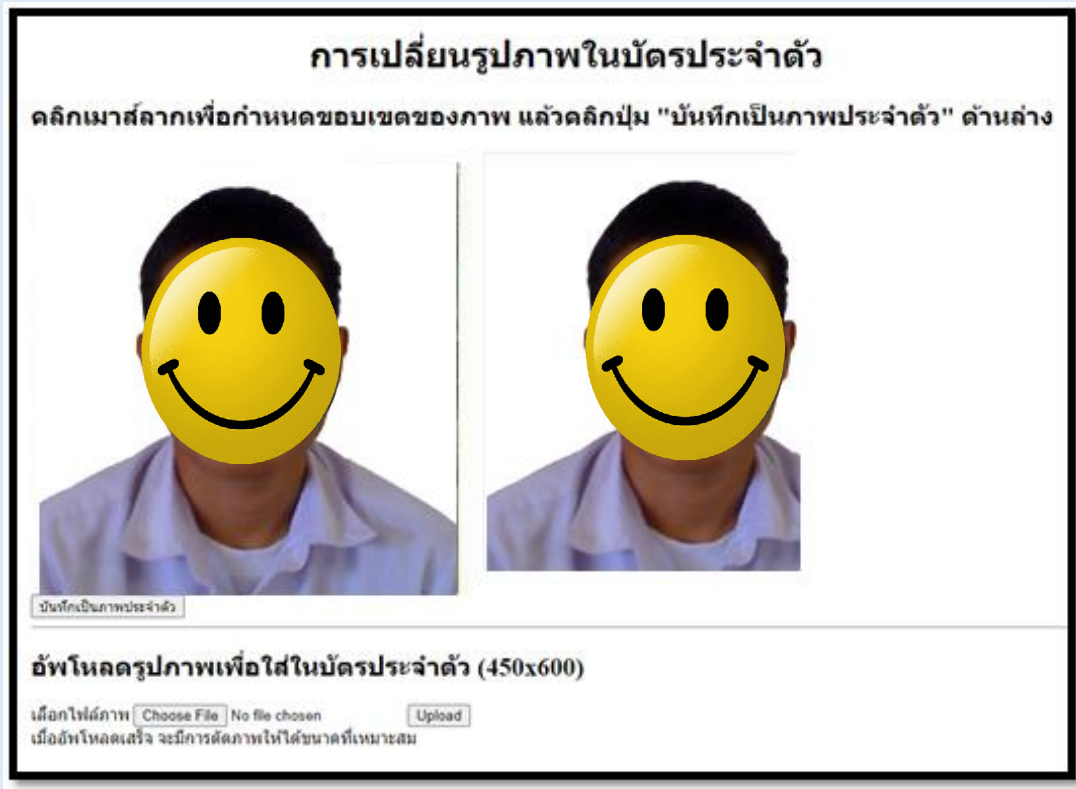 การเปลี่ยนรูปภาพในบัตรประจำตัว
คลิกเมาส์ลากเพื่อกำหนดขอบเขตของภาพ แล้วคลิกปุ่ม "บันทึกเป็นภาพประจำตัว" ด้านล่าง
บันทึกเป็นภาพประจำตัว
อัพโหลดรูปภาพเพื่อใส่ในบัตรประจำตัว (450x600)
เลือกไฟล์ภาพ Choose File No file chosen Upload
เมื่ออัพโหลดเสร็จ จะมีการตัดภาพให้ได้ขนาดที่เหมาะสม